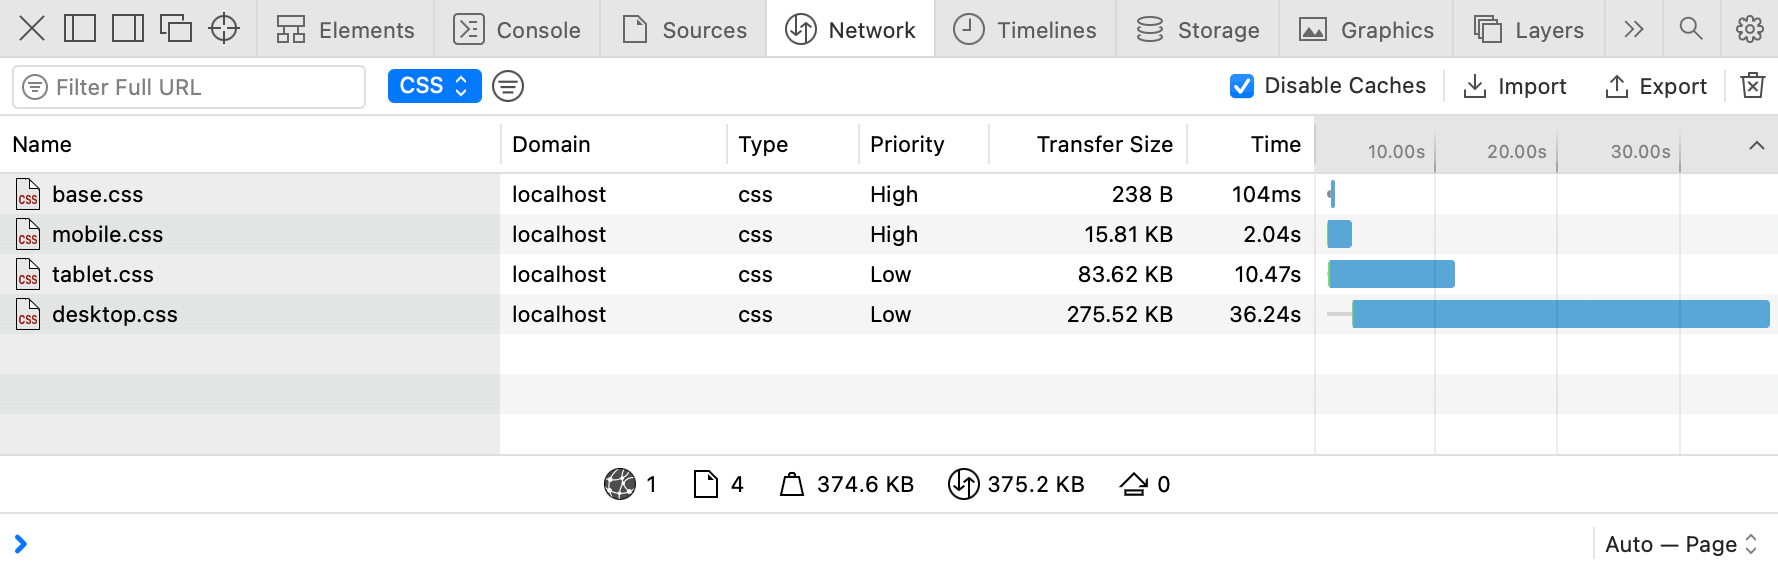 Elements Console Sources Network Timelines Storage Graphics Layers
Filter Full URL CSS Disable Caches Import Export
Name Domain Type Priority Transfer Size Time 10.00s 20.00s 30.00s
CSS base.css localhost css High 238 B 104ms
CSS mobile.css localhost css High 15.81 KB 2.04s
CSS tablet.css localhost css Low 83.62 KB 10.47s
CSS desktop.css localhost css Low 275.52 KB 36.24s
1 4 374.6 KB 375.2 KB 0
Auto — Page